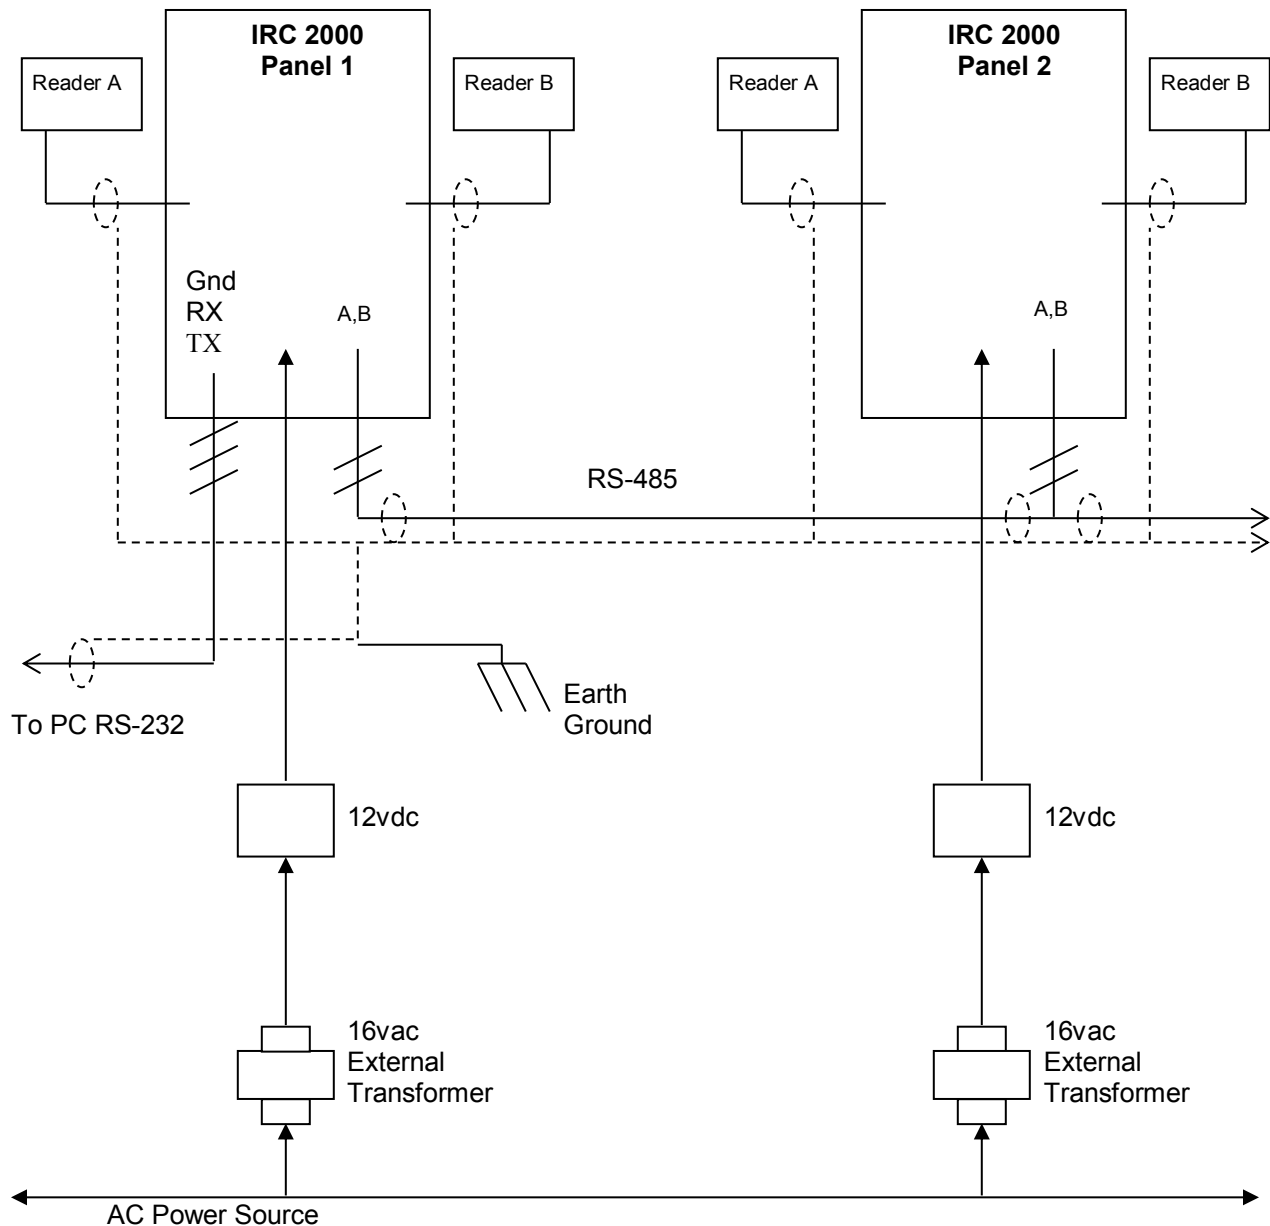 IRC 2000
Panel 1
Reader A
Reader B
Gnd
RX
TX
A,B
IRC 2000
Panel 2
Reader A
Reader B
A,B
RS-485
To PC RS-232
Earth
Ground
12vdc
12vdc
16vac
External
Transformer
16vac
External
Transformer
AC Power Source